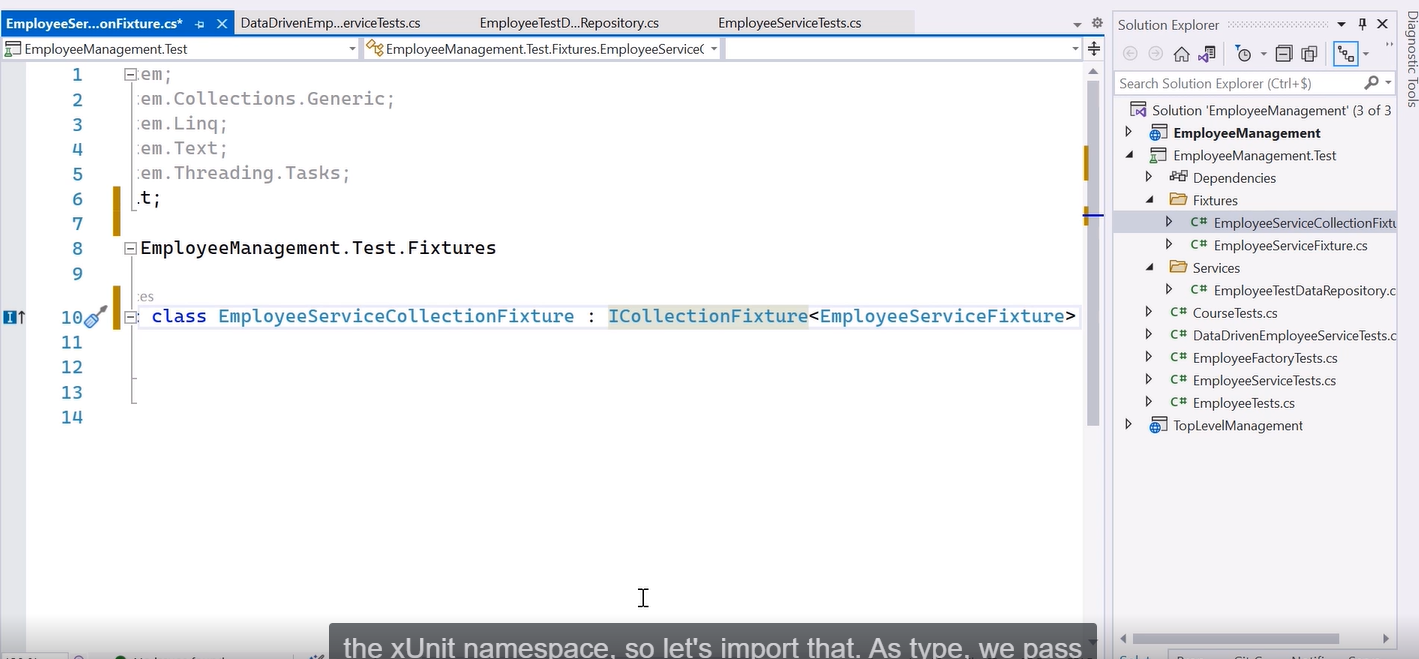 EmployeeSer...onFixture.cs*
DataDrivenEmp...erviceTests.cs
EmployeeTestD...Repository.cs
EmployeeServiceTests.cs
EmployeeManagement.Test
EmployeeManagement.Test.Fixtures.EmployeeServiceC
1 em;
2 em.Collections.Generic;
3 em.Linq;
4 em.Text;
5 em.Threading.Tasks;
6 t;
7
8 EmployeeManagement.Test.Fixtures
9
ces
10 class EmployeeServiceCollectionFixture : ICollectionFixture<EmployeeServiceFixture>
11
12
13
14
the xUnit namespace, so let's import that. As type, we pass
Solution Explorer
Search Solution Explorer (Ctrl+$)
Solution 'EmployeeManagement' (3 of 3
EmployeeManagement
EmployeeManagement.Test
Dependencies
Fixtures
C# EmployeeServiceCollectionFixtu
C# EmployeeServiceFixture.cs
Services
C# EmployeeTestDataRepository.c
C# CourseTests.cs
C# DataDrivenEmployeeServiceTests.c
C# EmployeeFactoryTests.cs
C# EmployeeServiceTests.cs
C# EmployeeTests.cs
TopLevelManagement
Diagnostic Tools